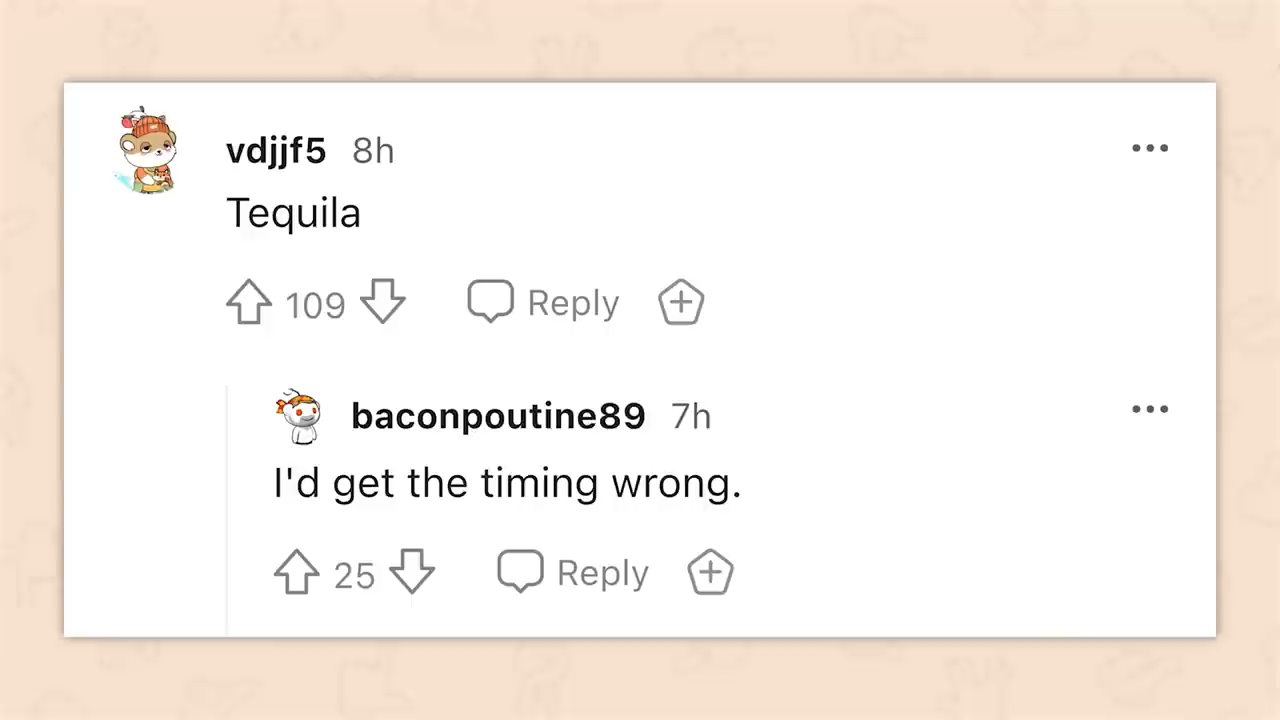 vdjjf5 8h
Tequila
109 Reply
baconpoutine89 7h
I'd get the timing wrong.
25 Reply